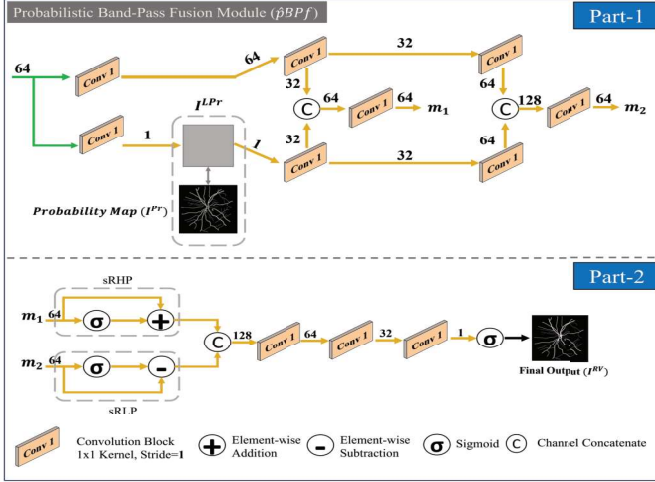 Probabilistic Band-Pass Fusion Module (p̂BPf)
Part-1
64
Conv 1
64
Conv 1
32
Conv 1
32
64
I^{LPr}
C
64
Conv 1
64
m₁
C
128
Conv 1
64
m₂
Conv 1
1
1
32
Conv 1
32
64
Conv 1
Probability Map (I^{Pr})
Part-2
sRHP
m₁
64
σ
+
m₂
64
σ
-
sRLP
C
128
Conv 1
64
Conv 1
32
Conv 1
1
σ
Final Output (I^{RV})
Conv 1
Convolution Block
1x1 Kernel, Stride=1
+
Element-wise
Addition
-
Element-wise
Subtraction
σ
Sigmoid
C
Channel Concatenate